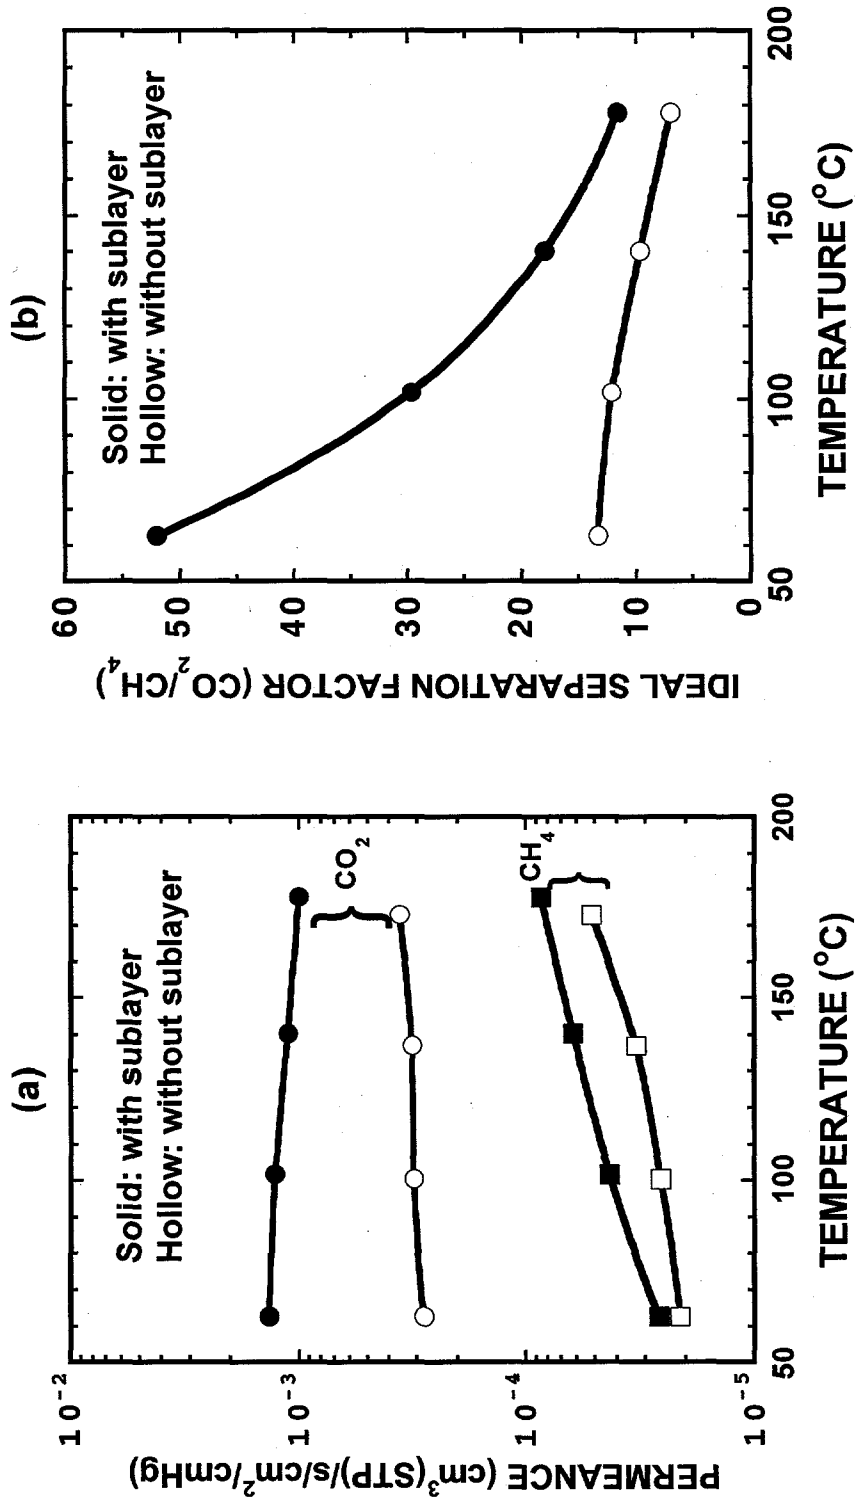 (a)
Solid: with sublayer
Hollow: without sublayer
CO2
CH4
10-2
10-3
10-4
10-5
50
100
150
200
PERMEANCE (cm3(STP)/s/cm2/cmHg)
TEMPERATURE (oC)
(b)
Solid: with sublayer
Hollow: without sublayer
60
50
40
30
20
10
0
50
100
150
200
IDEAL SEPARATION FACTOR (CO2/CH4)
TEMPERATURE (oC)